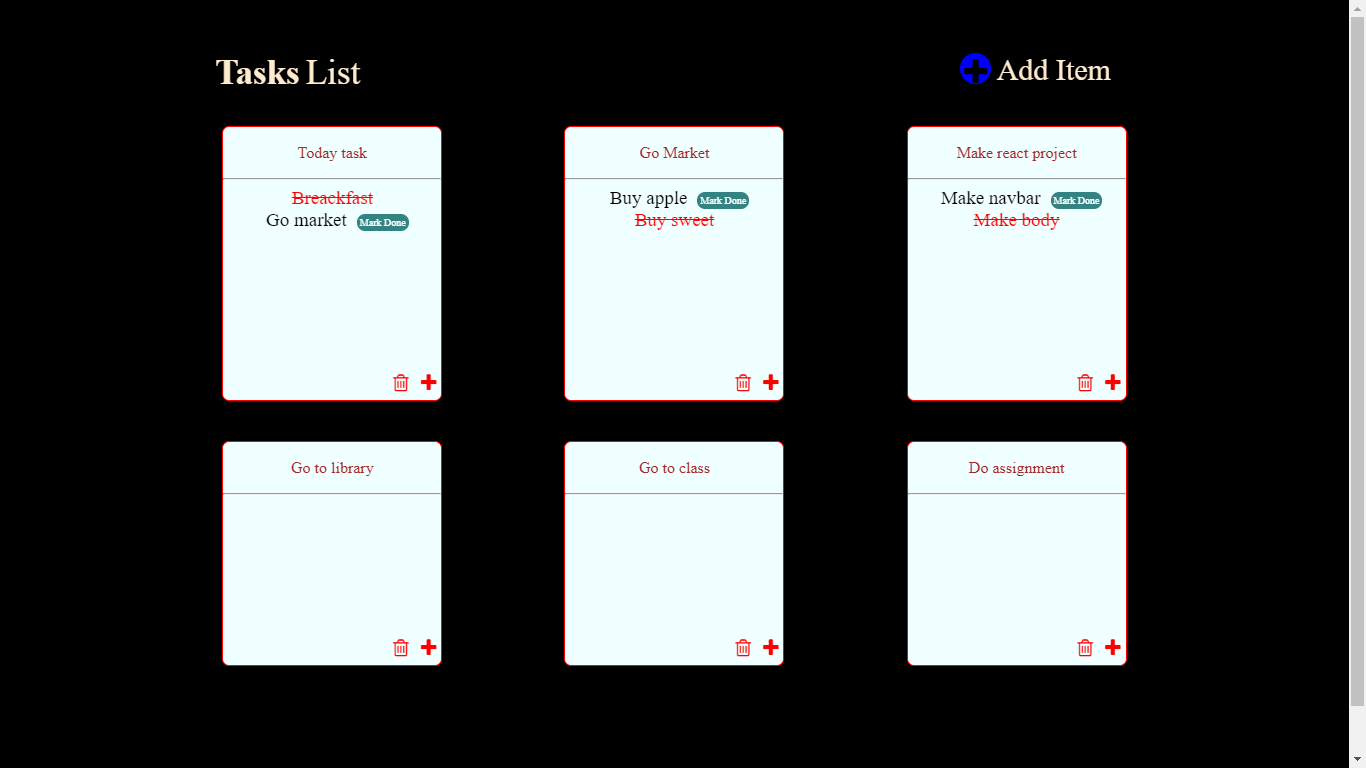 Tasks List
Add Item
Today task
Breackfast
Go market Mark Done
Go Market
Buy apple Mark Done
Buy sweet
Make react project
Make navbar Mark Done
Make body
Go to library
Go to class
Do assignment